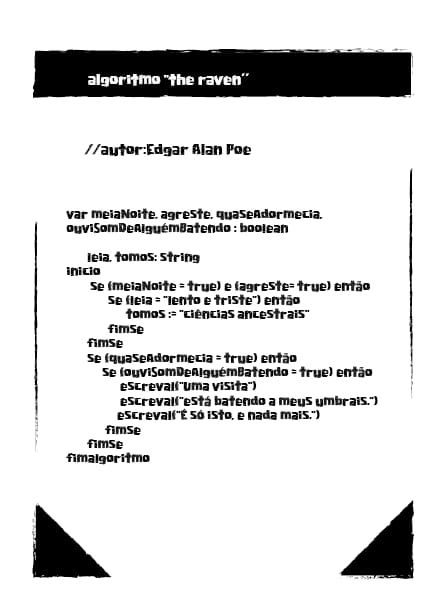 algoritmo "the raven"
//autor:Edgar Alan Poe
var meiaNoite, agreste, quaseAdormecia,
ouviSomDeAlguémBatendo : boolean
leia, tomos: String
inicio
Se (meiaNoite = true) e (agreste= true) então
Se (leia = "lento e triste") então
tomos := "ciências ancestrais"
fimSe
fimSe
Se (quaseAdormecia = true) então
Se (ouviSomDeAlguémBatendo = true) então
escreval("Uma visita")
escreval("está batendo a meus umbrais.")
escreval("É só isto, e nada mais.")
fimSe
fimSe
fimalgoritmo